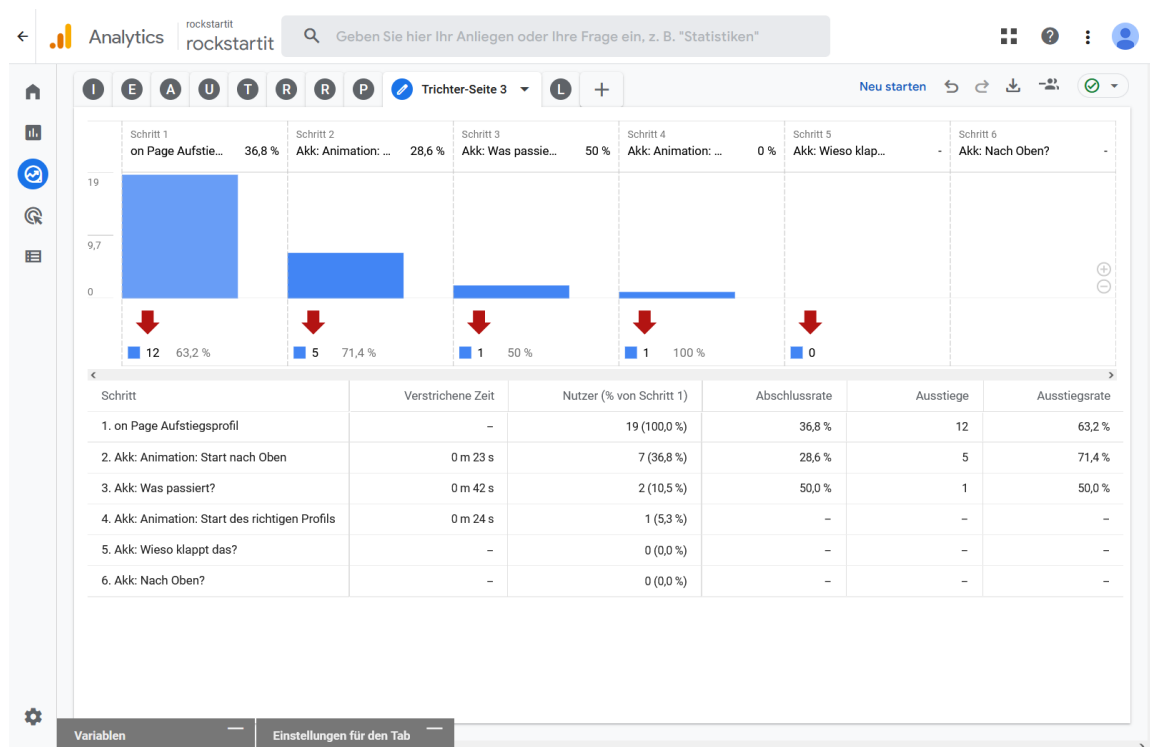 rockstartit
Analytics
rockstartit
Geben Sie hier Ihr Anliegen oder Ihre Frage ein, z. B. "Statistiken"
I E A U T R R P Trichter-Seite 3 L
Neu starten
Schritt 1 Schritt 2 Schritt 3 Schritt 4 Schritt 5 Schritt 6
on Page Aufstie... 36,8 % Akk: Animation: ... 28,6 % Akk: Was passie... 50 % Akk: Animation: ... 0 % Akk: Wieso klap... - Akk: Nach Oben? -
19
9,7
0
12 63,2 % 5 71,4 % 1 50 % 1 100 % 0
Schritt Verstrichene Zeit Nutzer (% von Schritt 1) Abschlussrate Ausstiege Ausstiegsrate
1. on Page Aufstiegsprofil – 19 (100,0 %) 36,8 % 12 63,2 %
2. Akk: Animation: Start nach Oben 0 m 23 s 7 (36,8 %) 28,6 % 5 71,4 %
3. Akk: Was passiert? 0 m 42 s 2 (10,5 %) 50,0 % 1 50,0 %
4. Akk: Animation: Start des richtigen Profils 0 m 24 s 1 (5,3 %) – – –
5. Akk: Wieso klappt das? – 0 (0,0 %) – – –
6. Akk: Nach Oben? – 0 (0,0 %) – – –
Variablen
Einstellungen für den Tab